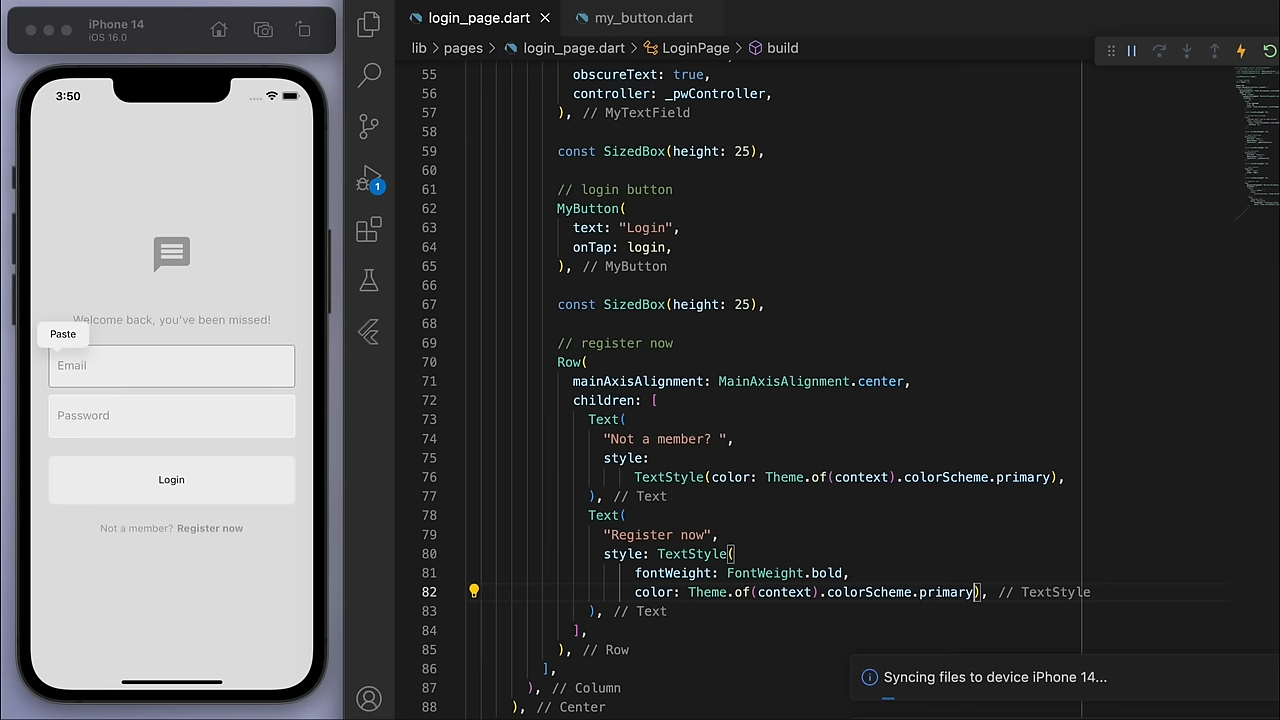 iPhone 14
iOS 16.0
3:50
Welcome back, you've been missed!
Paste
Email
Password
Login
Not a member? Register now
1
login_page.dart
my_button.dart
lib > pages > login_page.dart > LoginPage > build
55 obscureText: true,
56 controller: _pwController,
57 ), // MyTextField
58
59 const SizedBox(height: 25),
60
61 // login button
62 MyButton(
63 text: "Login",
64 onTap: login,
65 ), // MyButton
66
67 const SizedBox(height: 25),
68
69 // register now
70 Row(
71 mainAxisAlignment: MainAxisAlignment.center,
72 children: [
73 Text(
74 "Not a member? ",
75 style:
76 TextStyle(color: Theme.of(context).colorScheme.primary),
77 ), // Text
78 Text(
79 "Register now",
80 style: TextStyle(
81 fontWeight: FontWeight.bold,
82 color: Theme.of(context).colorScheme.primary), // TextStyle
83 ), // Text
84 ],
85 ), // Row
86 ],
87 ), // Column
88 ), // Center
Syncing files to device iPhone 14...